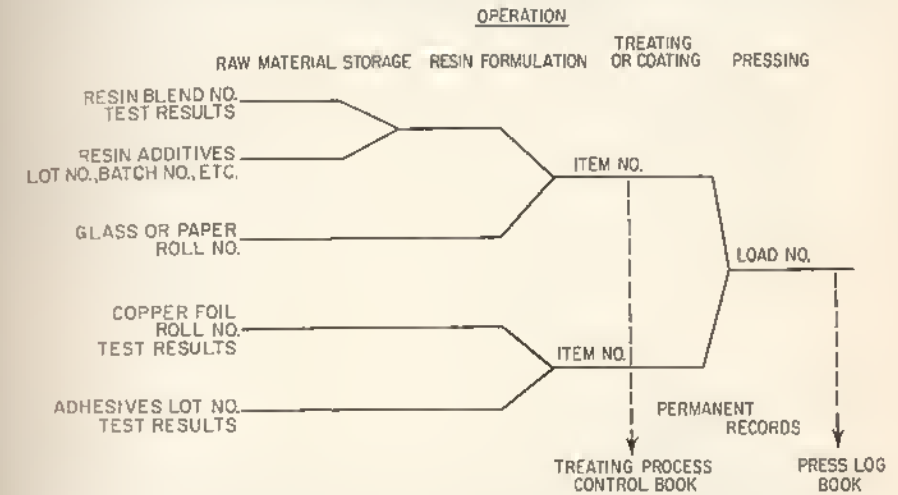 OPERATION
RAW MATERIAL STORAGE
RESIN FORMULATION
TREATING
OR COATING
PRESSING
RESIN BLEND NO.
TEST RESULTS
RESIN ADDITIVES
LOT NO., BATCH NO., ETC.
GLASS OR PAPER
ROLL NO.
COPPER FOIL
ROLL NO.
TEST RESULTS
ADHESIVES LOT NO.
TEST RESULTS
ITEM NO.
ITEM NO.
LOAD NO.
PERMANENT
RECORDS
TREATING PROCESS
CONTROL BOOK
PRESS LOG
BOOK